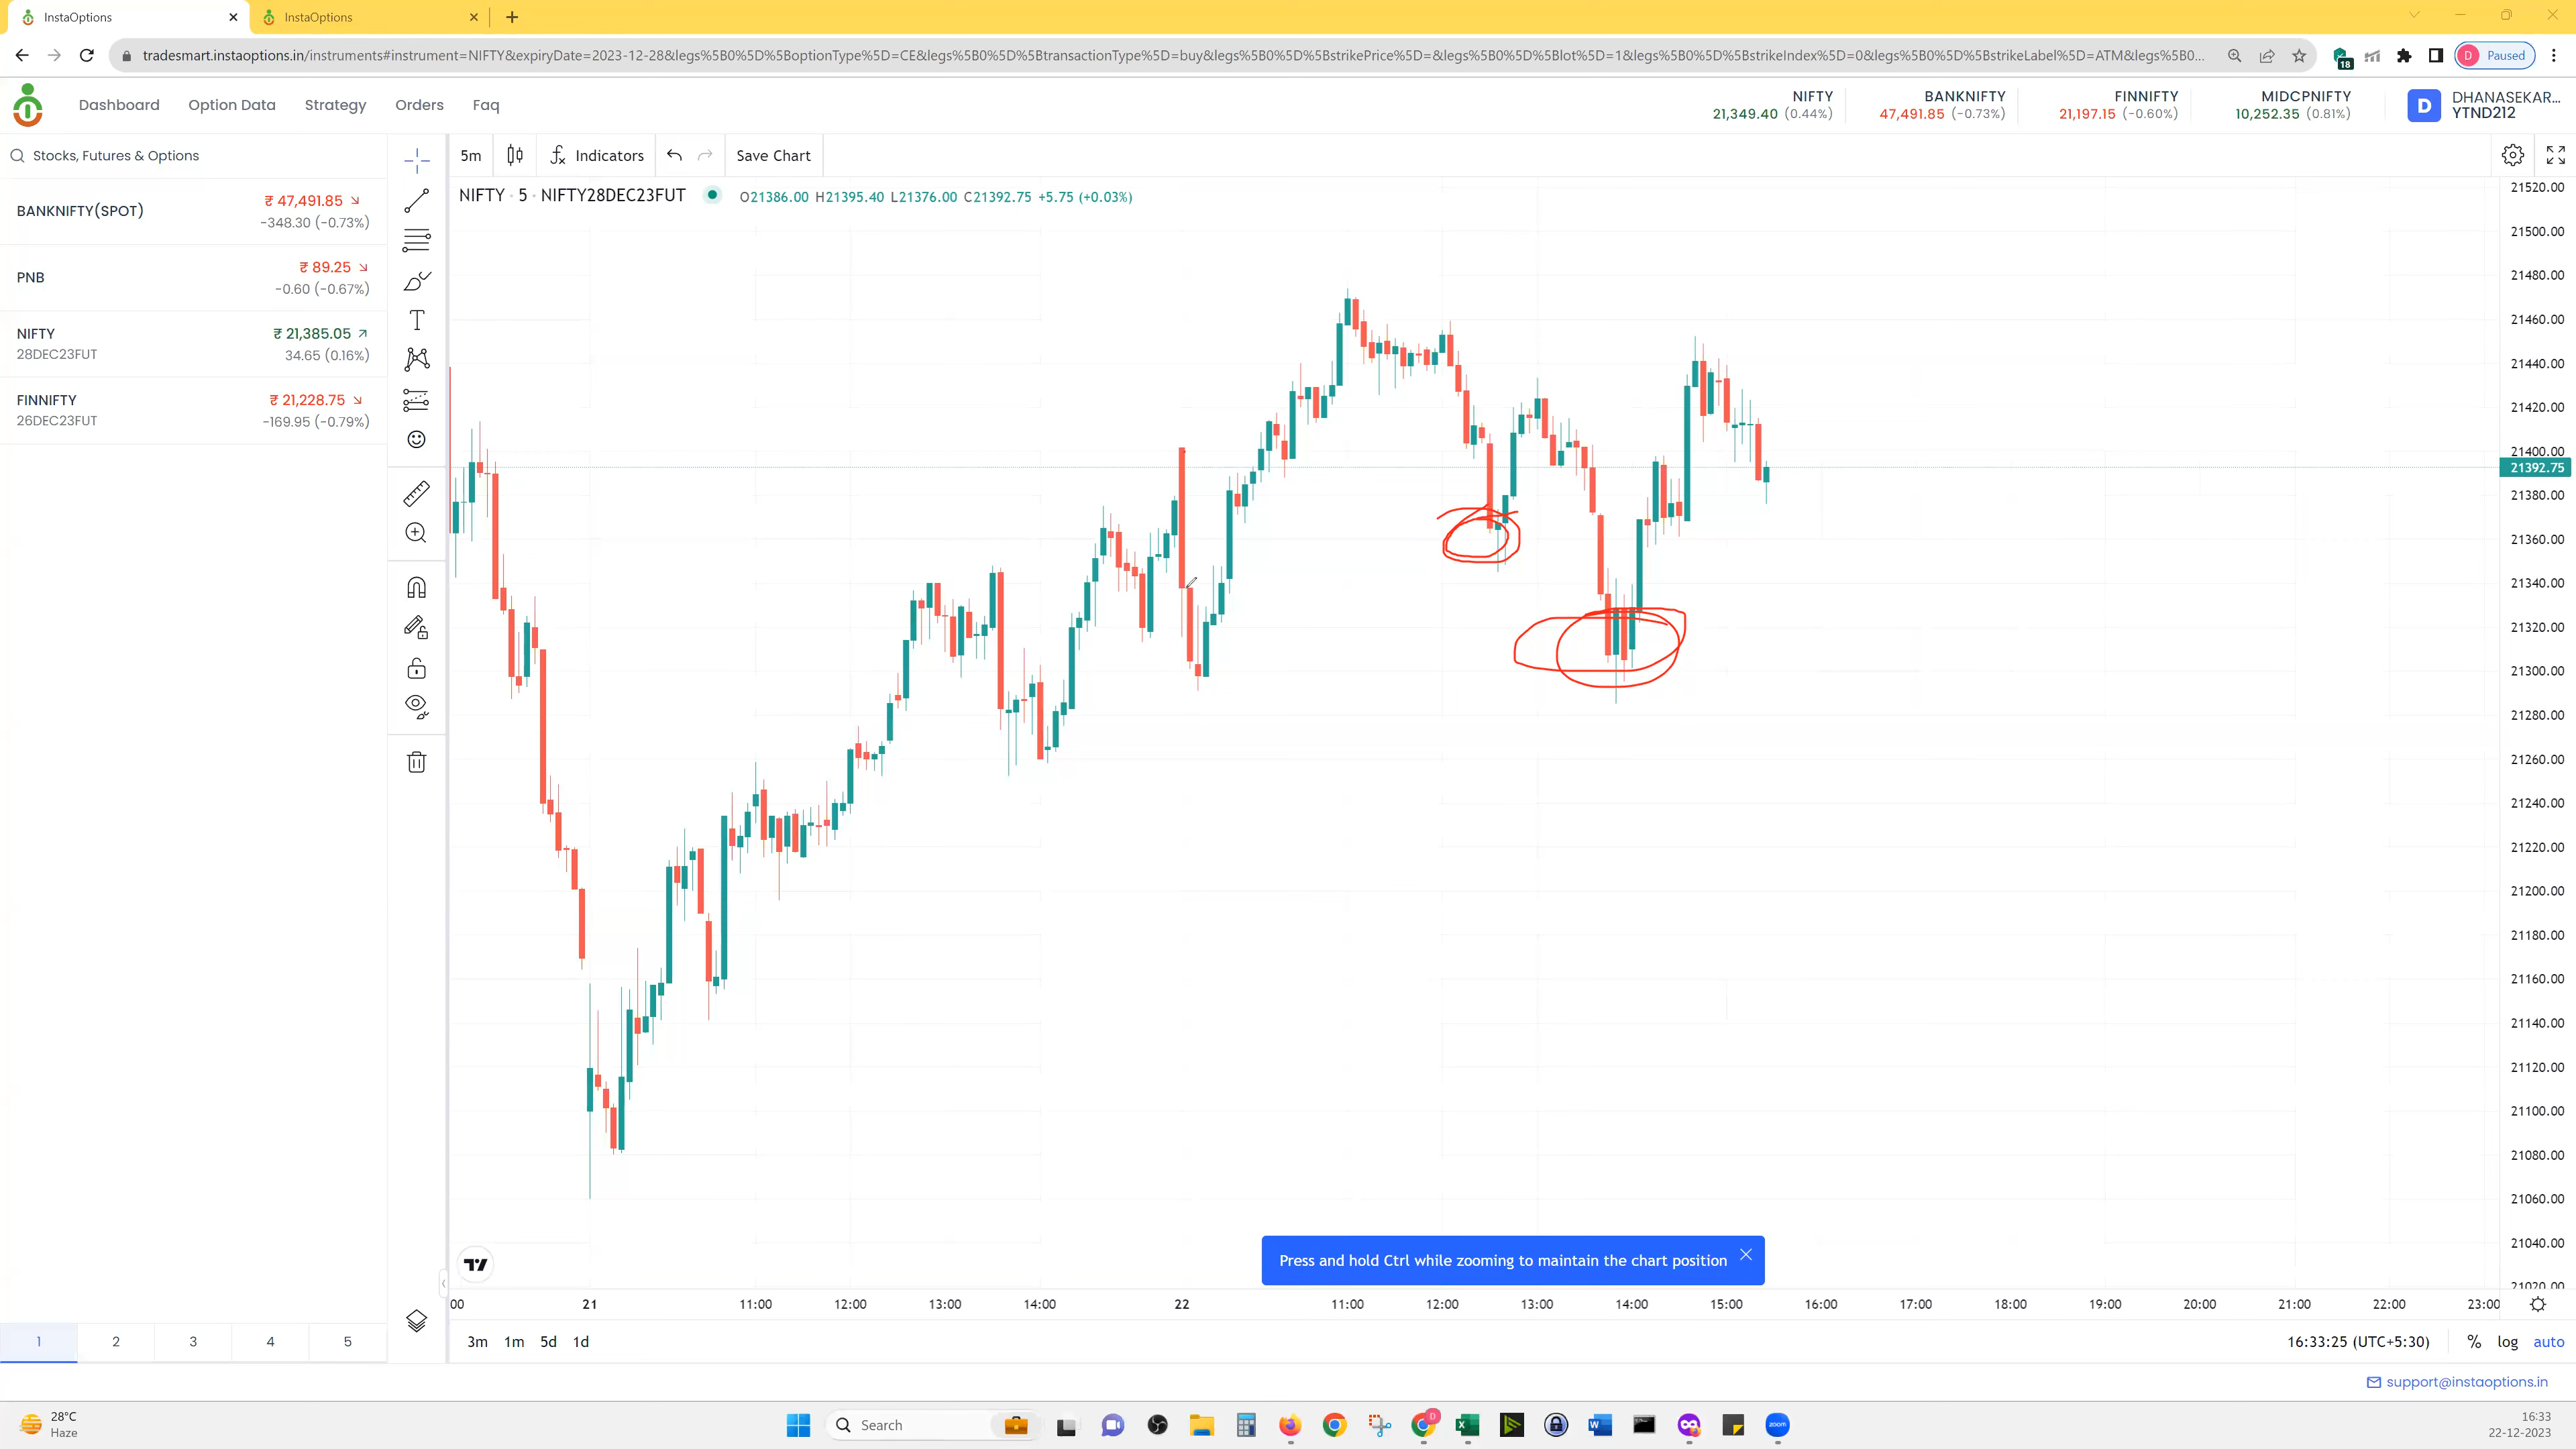 InstaOptions
InstaOptions
tradesmart.instaoptions.in/instruments#instrument=NIFTY&expiryDate=2023-12-28&legs%5B0%5D%5BoptionType%5D=CE&legs%5B0%5D%5BtransactionType%5D=buy&legs%5B0%5D%5BstrikePrice%5D=&legs%5B0%5D%5Blot%5D=1&legs%5B0%5D%5BstrikeIndex%5D=0&legs%5B0%5D%5BstrikeLabel%5D=ATM&legs%5B0...
18
D Paused
Dashboard Option Data Strategy Orders Faq
NIFTY
21,349.40 (0.44%)
BANKNIFTY
47,491.85 (-0.73%)
FINNIFTY
21,197.15 (-0.60%)
MIDCPNIFTY
10,252.35 (0.81%)
D
DHANASEKAR...
YTND212
Stocks, Futures & Options
BANKNIFTY(SPOT)
₹ 47,491.85
-348.30 (-0.73%)
PNB
₹ 89.25
-0.60 (-0.67%)
NIFTY
28DEC23FUT
₹ 21,385.05
34.65 (0.16%)
FINNIFTY
26DEC23FUT
₹ 21,228.75
-169.95 (-0.79%)
5m Indicators Save Chart
NIFTY · 5 · NIFTY28DEC23FUT O21386.00 H21395.40 L21376.00 C21392.75 +5.75 (+0.03%)
21520.00
21500.00
21480.00
21460.00
21440.00
21420.00
21400.00
21392.75
21380.00
21360.00
21340.00
21320.00
21300.00
21280.00
21260.00
21240.00
21220.00
21200.00
21180.00
21160.00
21140.00
21120.00
21100.00
21080.00
21060.00
21040.00
21020.00
Press and hold Ctrl while zooming to maintain the chart position
:00 21 11:00 12:00 13:00 14:00 22 11:00 12:00 13:00 14:00 15:00 16:00 17:00 18:00 19:00 20:00 21:00 22:00 23:00
1 2 3 4 5
3m 1m 5d 1d
16:33:25 (UTC+5:30) % log auto
support@instaoptions.in
28°C
Haze
Search
D
zoom
16:33
22-12-2023